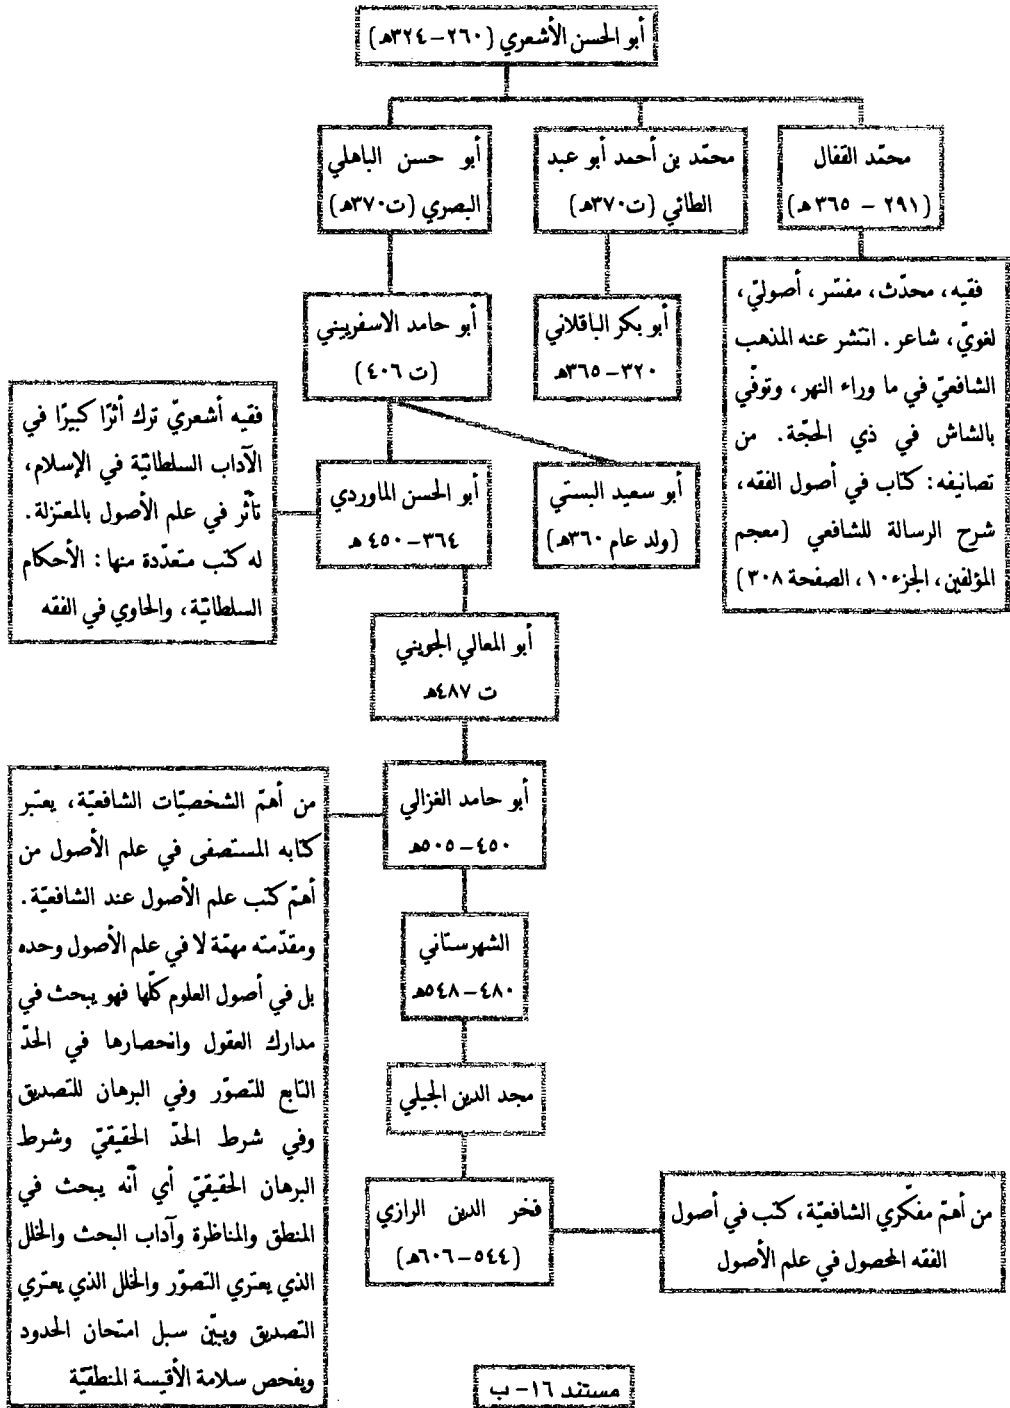 أبو الحسن الأشعري (٢٦٠–٣٢٤هـ)
محمّد القفال
(٢٩١ – ٣٦٥هـ)
محمّد بن أحمد أبو عبد
الطائي (ت٣٧٠هـ)
أبو حسن الباهلي
البصري (ت٣٧٠هـ)
فقيه، محدّث، مفسّر، أصوليّ،
لغويّ، شاعر. انتشر عنه المذهب
الشافعيّ في ما وراء النهر، وتوفّي
بالشاش في ذي الحجّة. من
تصانيفه: كتاب في أصول الفقه،
شرح الرسالة للشافعي (معجم
المؤلفين، الجزء١٠، الصفحة ٣٠٨)
أبو بكر الباقلاني
٣٢٠–٣٦٥هـ
أبو حامد الاسفرييني
(ت ٤٠٦)
أبو سعيد البستي
(ولد عام ٣٦٠هـ)
أبو الحسن الماوردي
٣٦٤–٤٥٠ هـ
فقيه أشعريّ ترك أثرًا كبيرًا في
الآداب السلطانيّة في الإسلام،
تأثّر في علم الأصول بالمعتزلة.
له كتب متعدّدة منها: الأحكام
السلطانيّة، والحاوي في الفقه
أبو المعالي الجويني
ت ٤٨٧هـ
أبو حامد الغزالي
٤٥٠–٥٠٥هـ
من أهمّ الشخصيّات الشافعيّة، يعتبر
كتابه المستصفى في علم الأصول من
أهمّ كتب علم الأصول عند الشافعيّة.
ومقدّمته مهمّة لا في علم الأصول وحده
بل في أصول العلوم كلّها فهو يبحث في
مدارك العقول وانحصارها في الحدّ
التابع للتصوّر وفي البرهان للتصديق
وفي شرط الحدّ الحقيقيّ وشرط
البرهان الحقيقيّ أي أنّه يبحث في
المنطق والمناظرة وآداب البحث والخلل
الذي يعتري التصوّر والخلل الذي يعتري
التصديق ويبيّن سبل امتحان الحدود
ويفحص سلامة الأقيسة المنطقيّة
الشهرستاني
٤٨٠–٥٤٨هـ
مجد الدين الجيلي
فخر الدين الرازي
(٥٤٤–٦٠٦هـ)
من أهمّ مفكّري الشافعيّة، كتب في أصول
الفقه المحصول في علم الأصول
مستند ١٦– ب